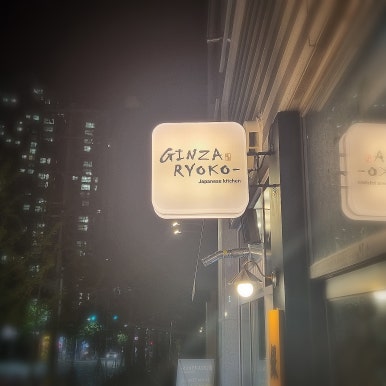 GINZA
RYOKO-
Japanese kitchen